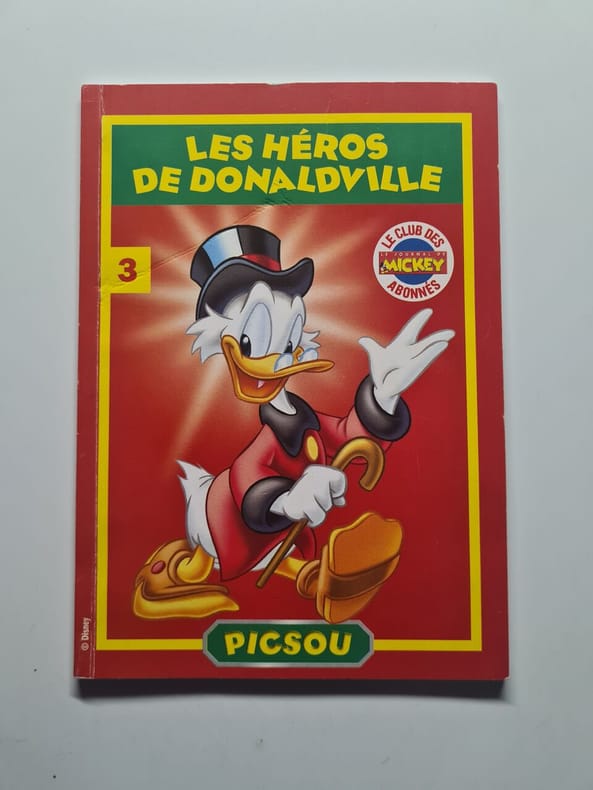 LES HÉROS
DE DONALDVILLE
3
LE CLUB DES
LE JOURNAL DE
MICKEY
ABONNÉS
PICSOU
© Disney